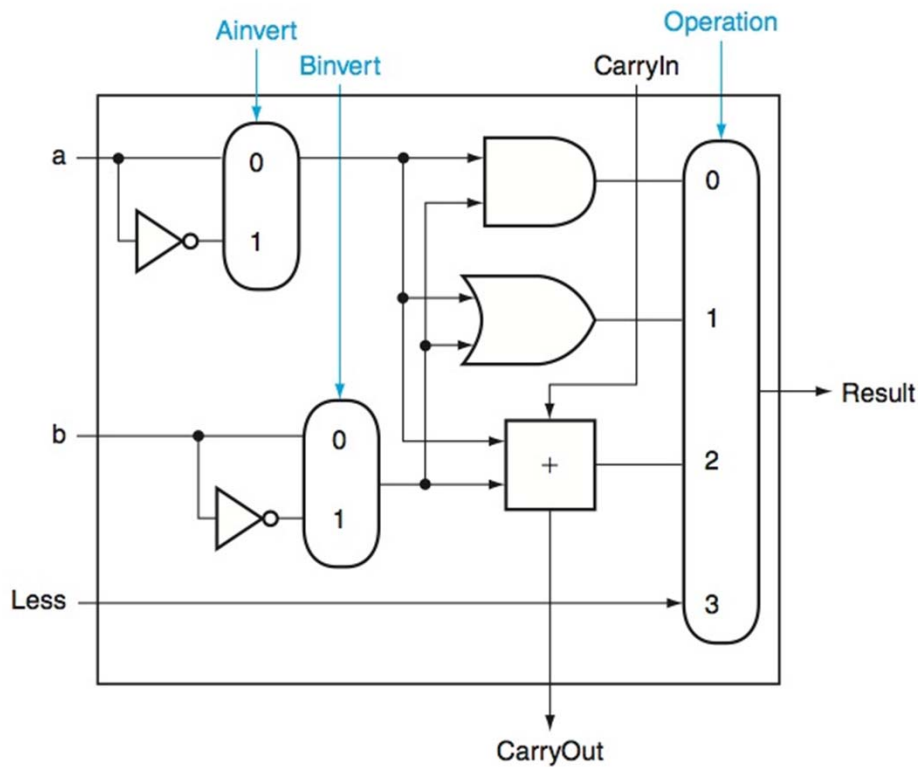 Ainvert
Operation
Binvert
CarryIn
a
0
0
1
1
Result
b
0
+
2
1
Less
3
CarryOut